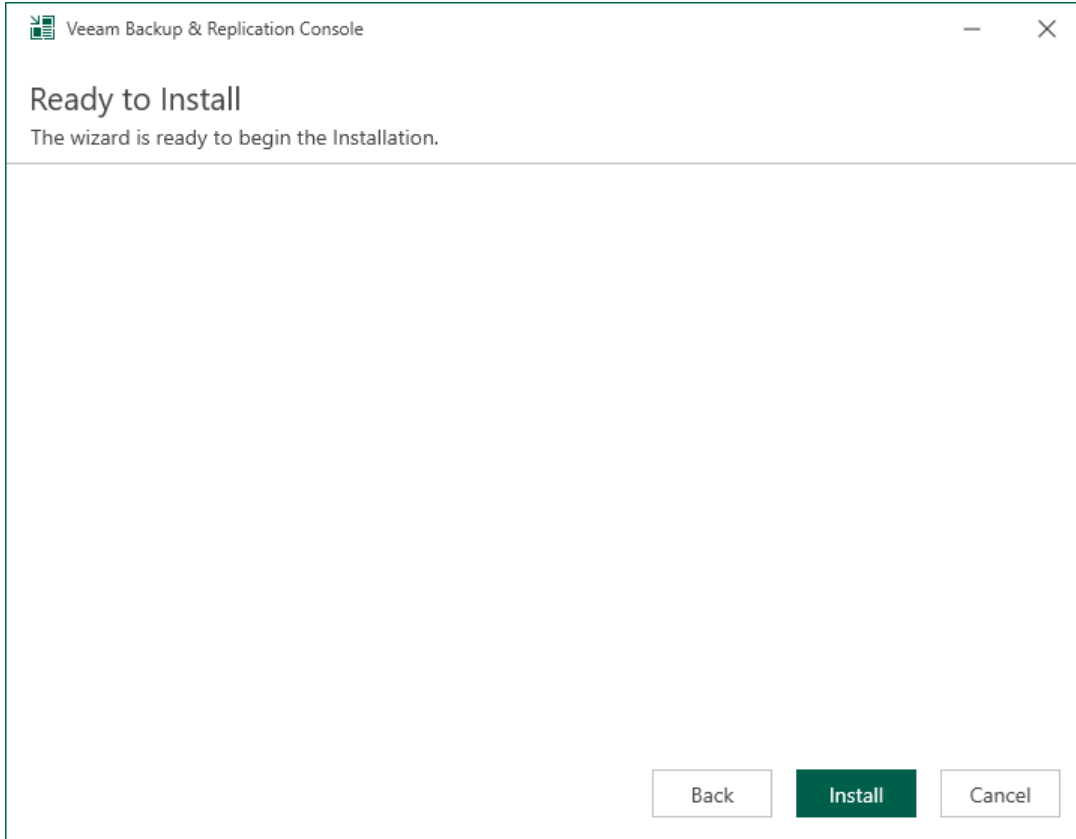 Veeam Backup & Replication Console
Ready to Install
The wizard is ready to begin the Installation.
Back
Install
Cancel